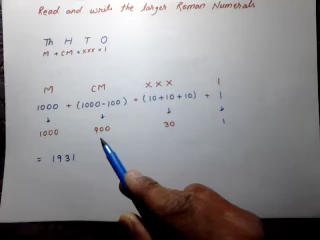 Read and write the larger Roman Numerals
Th H T O
M + CM + XXX + I
M CM XXX 1
1000 + (1000-100) + (10+10+10) + 1
↓ ↓ ↓ ↓
1000 900 30 1
= 1931